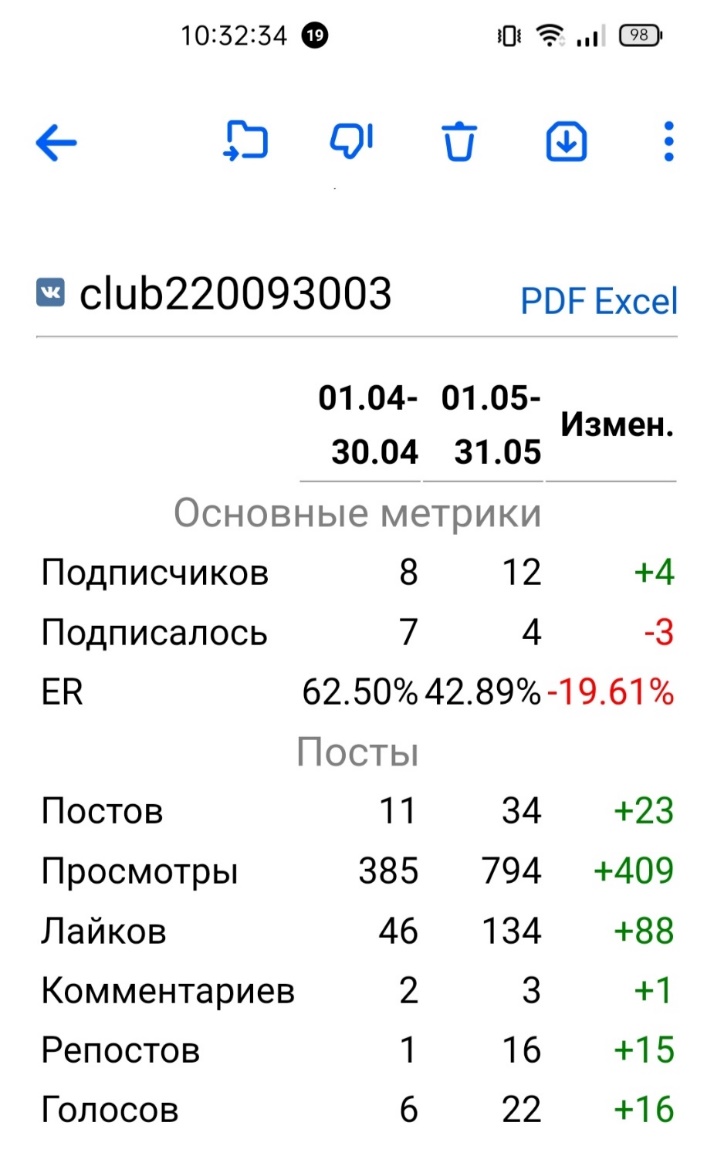 10:32:34 19 98
club220093003 PDF Excel
01.04- 01.05- Измен.
30.04 31.05
Основные метрики
Подписчиков 8 12 +4
Подписалось 7 4 -3
ER 62.50% 42.89% -19.61%
Посты
Постов 11 34 +23
Просмотры 385 794 +409
Лайков 46 134 +88
Комментариев 2 3 +1
Репостов 1 16 +15
Голосов 6 22 +16